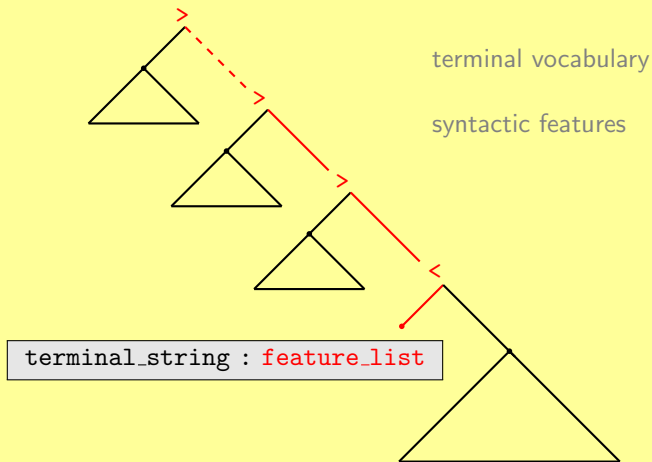 >
terminal vocabulary
>
syntactic features
>
<
terminal_string : feature_list